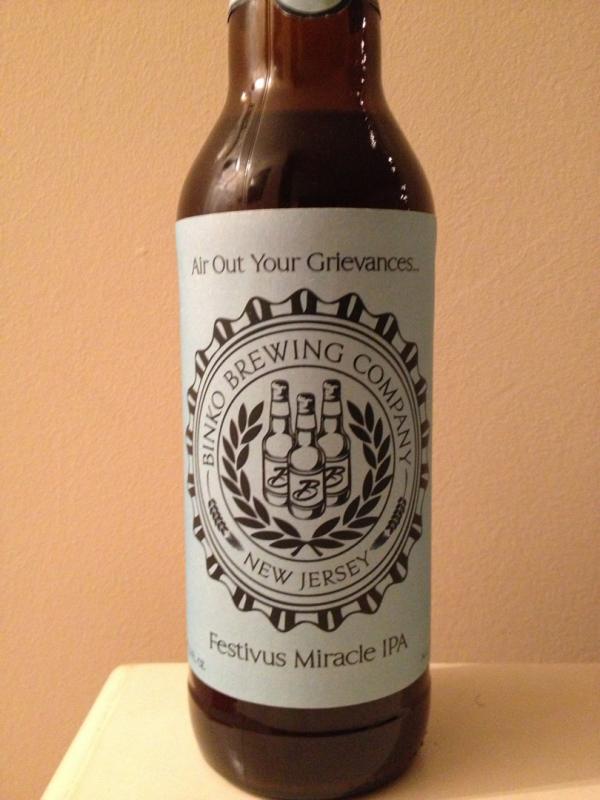 Air Out Your Grievances...
BINKO BREWING COMPANY
B B B
NEW JERSEY
Festivus Miracle IPA